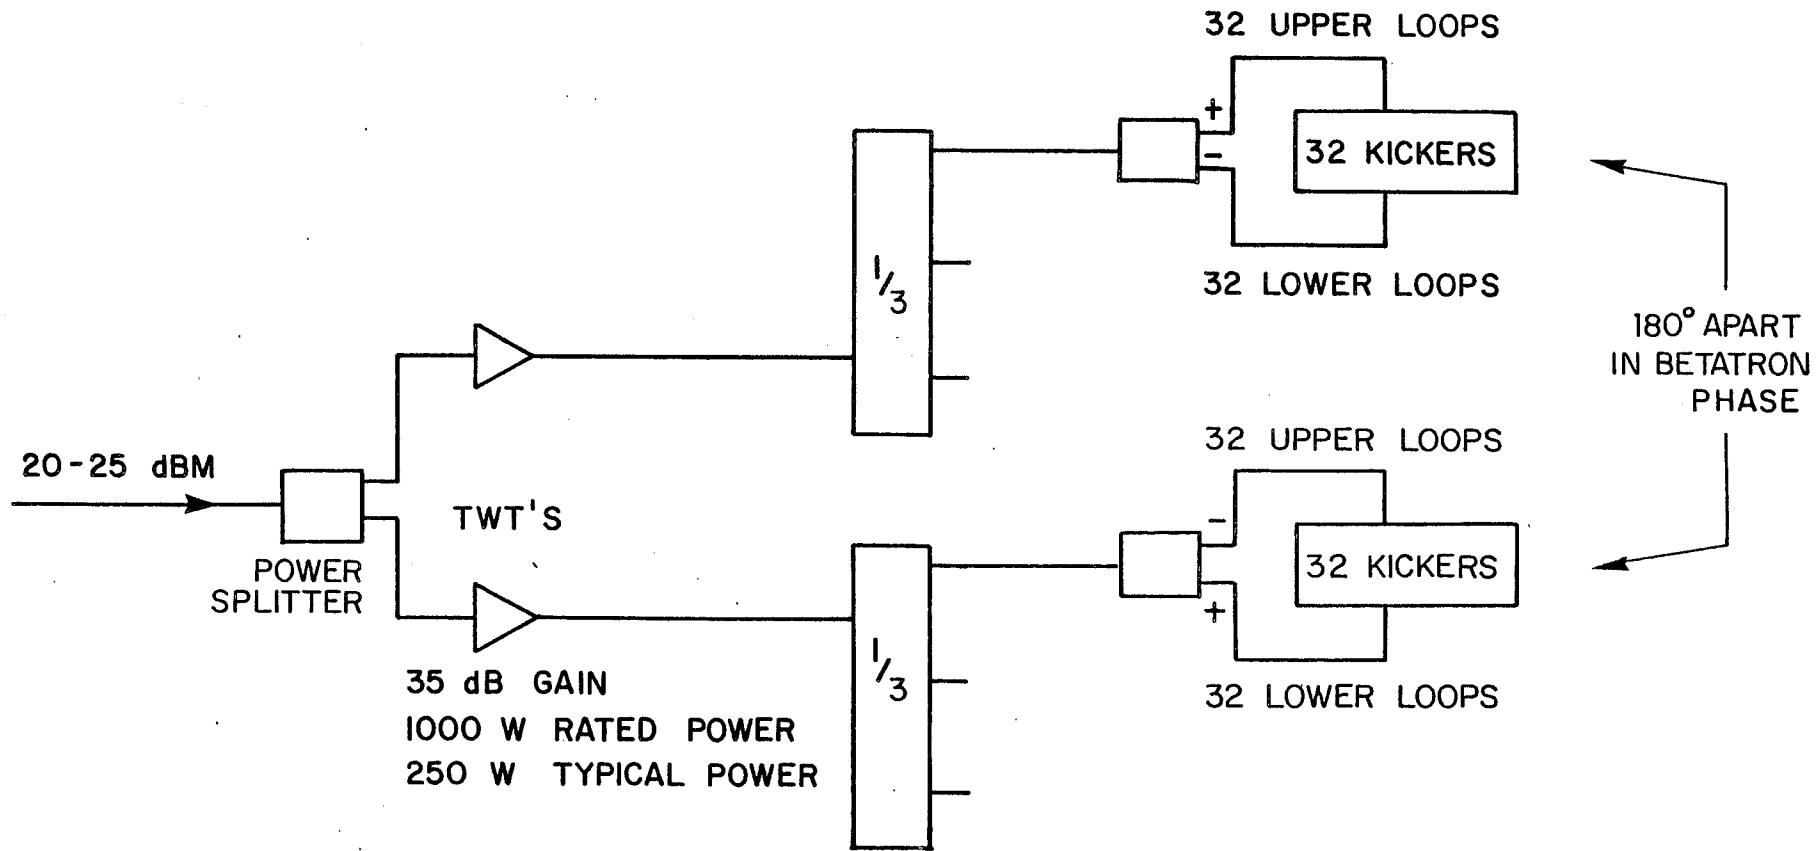 32 UPPER LOOPS
+
-
32 KICKERS
1/3
32 LOWER LOOPS
180° APART
IN BETATRON
PHASE
20-25 dBM
32 UPPER LOOPS
TWT'S
-
POWER
SPLITTER
32 KICKERS
+
1/3
35 dB GAIN
32 LOWER LOOPS
1000 W RATED POWER
250 W TYPICAL POWER